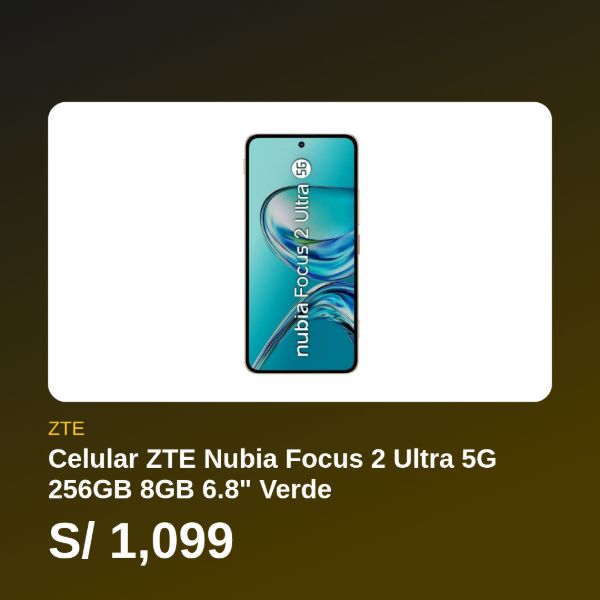 nubia Focus 2 Ultra 5G
ZTE
Celular ZTE Nubia Focus 2 Ultra 5G
256GB 8GB 6.8" Verde
S/ 1,099